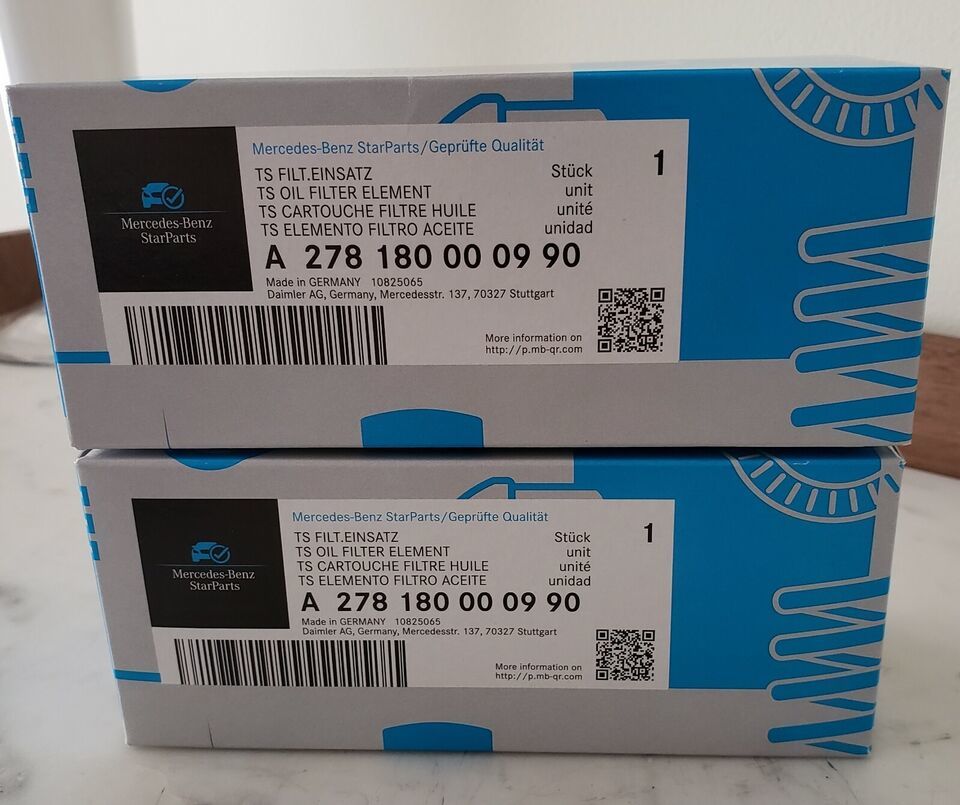 Mercedes-Benz StarParts/Geprüfte Qualität
TS FILT.EINSATZ Stück 1
TS OIL FILTER ELEMENT unit
TS CARTOUCHE FILTRE HUILE unité
TS ELEMENTO FILTRO ACEITE unidad
A 278 180 00 09 90
Made in GERMANY 10825065
Daimler AG, Germany, Mercedesstr. 137, 70327 Stuttgart
Mercedes-Benz
StarParts
More information on
http://p.mb-qr.com
Mercedes-Benz StarParts/Geprüfte Qualität
TS FILT.EINSATZ Stück 1
TS OIL FILTER ELEMENT unit
TS CARTOUCHE FILTRE HUILE unité
TS ELEMENTO FILTRO ACEITE unidad
A 278 180 00 09 90
Made in GERMANY 10825065
Daimler AG, Germany, Mercedesstr. 137, 70327 Stuttgart
Mercedes-Benz
StarParts
More information on
http://p.mb-qr.com